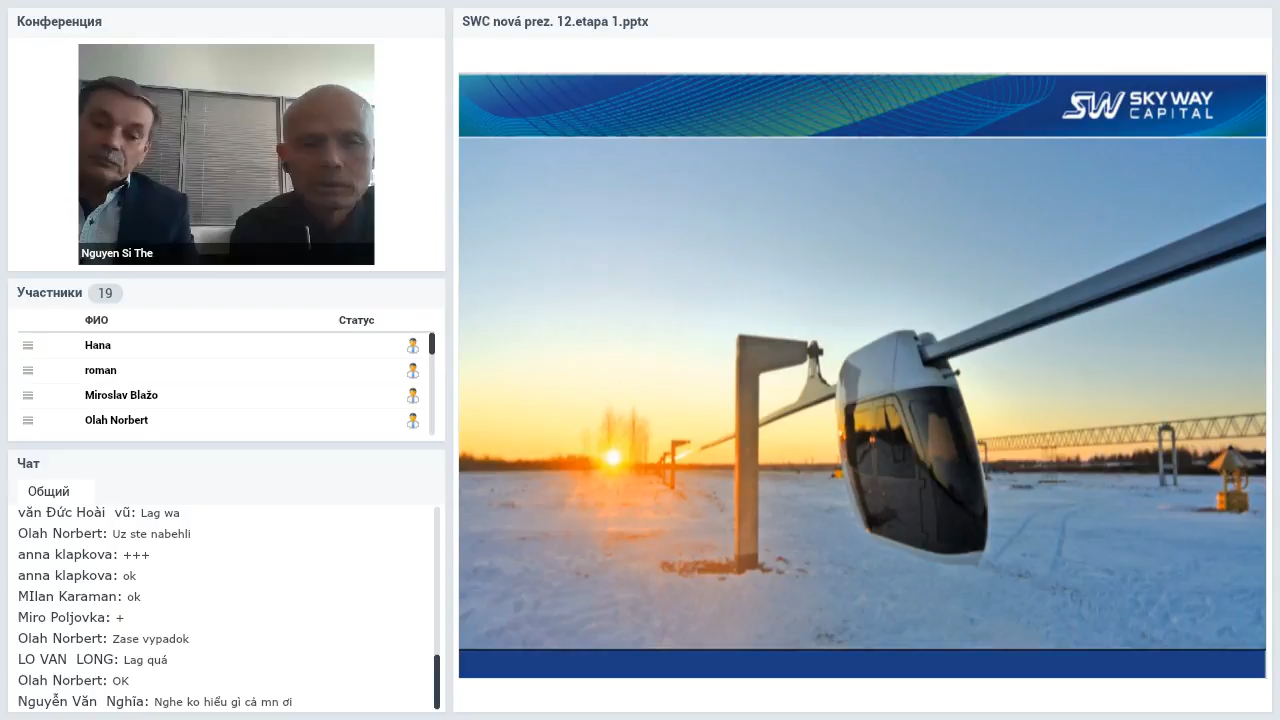 Конференция
Nguyen Si The
Участники 19
ФИО Статус
Hana
roman
Miroslav Blažo
Olah Norbert
Чат
Общий
văn Đức Hoài vũ: Lag wa
Olah Norbert: Uz ste nabehli
anna klapkova: +++
anna klapkova: ok
MIlan Karaman: ok
Miro Poljovka: +
Olah Norbert: Zase vypadok
LO VAN LONG: Lag quá
Olah Norbert: OK
Nguyễn Văn Nghĩa: Nghe ko hiểu gì cả mn ơi
SWC nová prez. 12.etapa 1.pptx
SW SKY WAY
CAPITAL